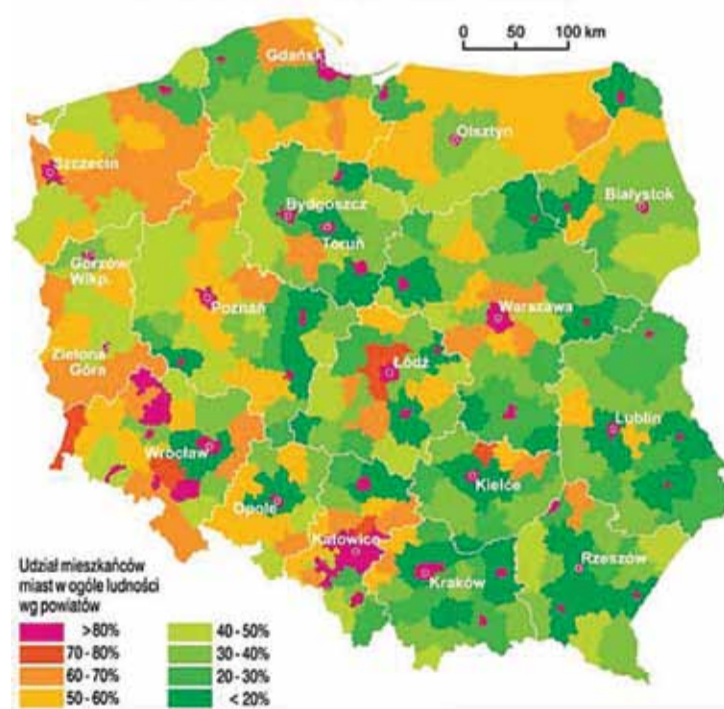 Gdańsk
0 50 100 km
Olsztyn
Szczecin
Białystok
Bydgoszcz
Toruń
Gorzów
Wlkp.
Poznań
Warszawa
Zielona
Góra
Łódź
Lublin
Wrocław
Opole
Kielce
Katowice
Rzeszów
Kraków
Udział mieszkańców
miast w ogóle ludności
wg powiatów
>80% 40-50%
70-80% 30-40%
60-70% 20-30%
50-60% <20%